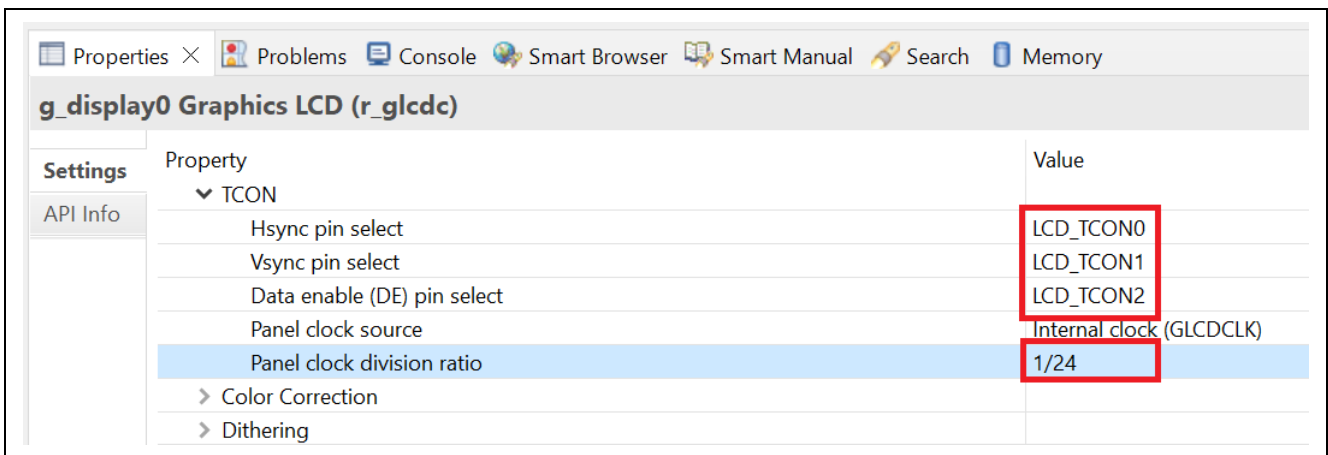 Properties Problems Console Smart Browser Smart Manual Search Memory
g_display0 Graphics LCD (r_glcdc)
Settings
API Info
Property Value
TCON
Hsync pin select LCD_TCON0
Vsync pin select LCD_TCON1
Data enable (DE) pin select LCD_TCON2
Panel clock source Internal clock (GLCDCLK)
Panel clock division ratio 1/24
Color Correction
Dithering